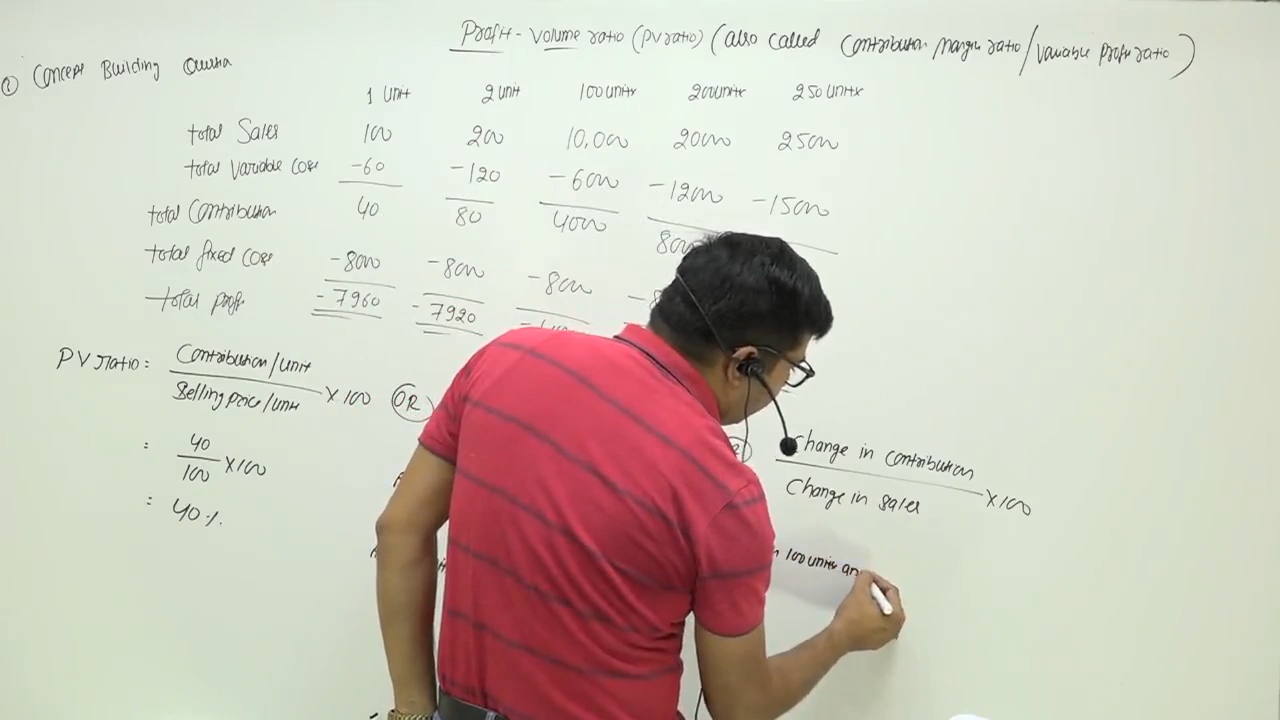 Profit - Volume ratio (PV ratio) (also called Contribution Margin ratio / Variable Profit ratio)
Concept Building
1 Unit 2 Unit 100 Units 200 Units 250 Units
total Sales 100 200 10,000 20000 25000
total Variable Cost -60 -120 -6000 -12000 -15000
total Contribution 40 80 4000
total fixed Cost -8000 -8000 -8000
total profit -7960 -7920
PV ratio = Contribution/Unit OR Change in contribution
Selling price/Unit × 100 Change in Sales × 100
= 40/100 × 100
= 40%
100 Units